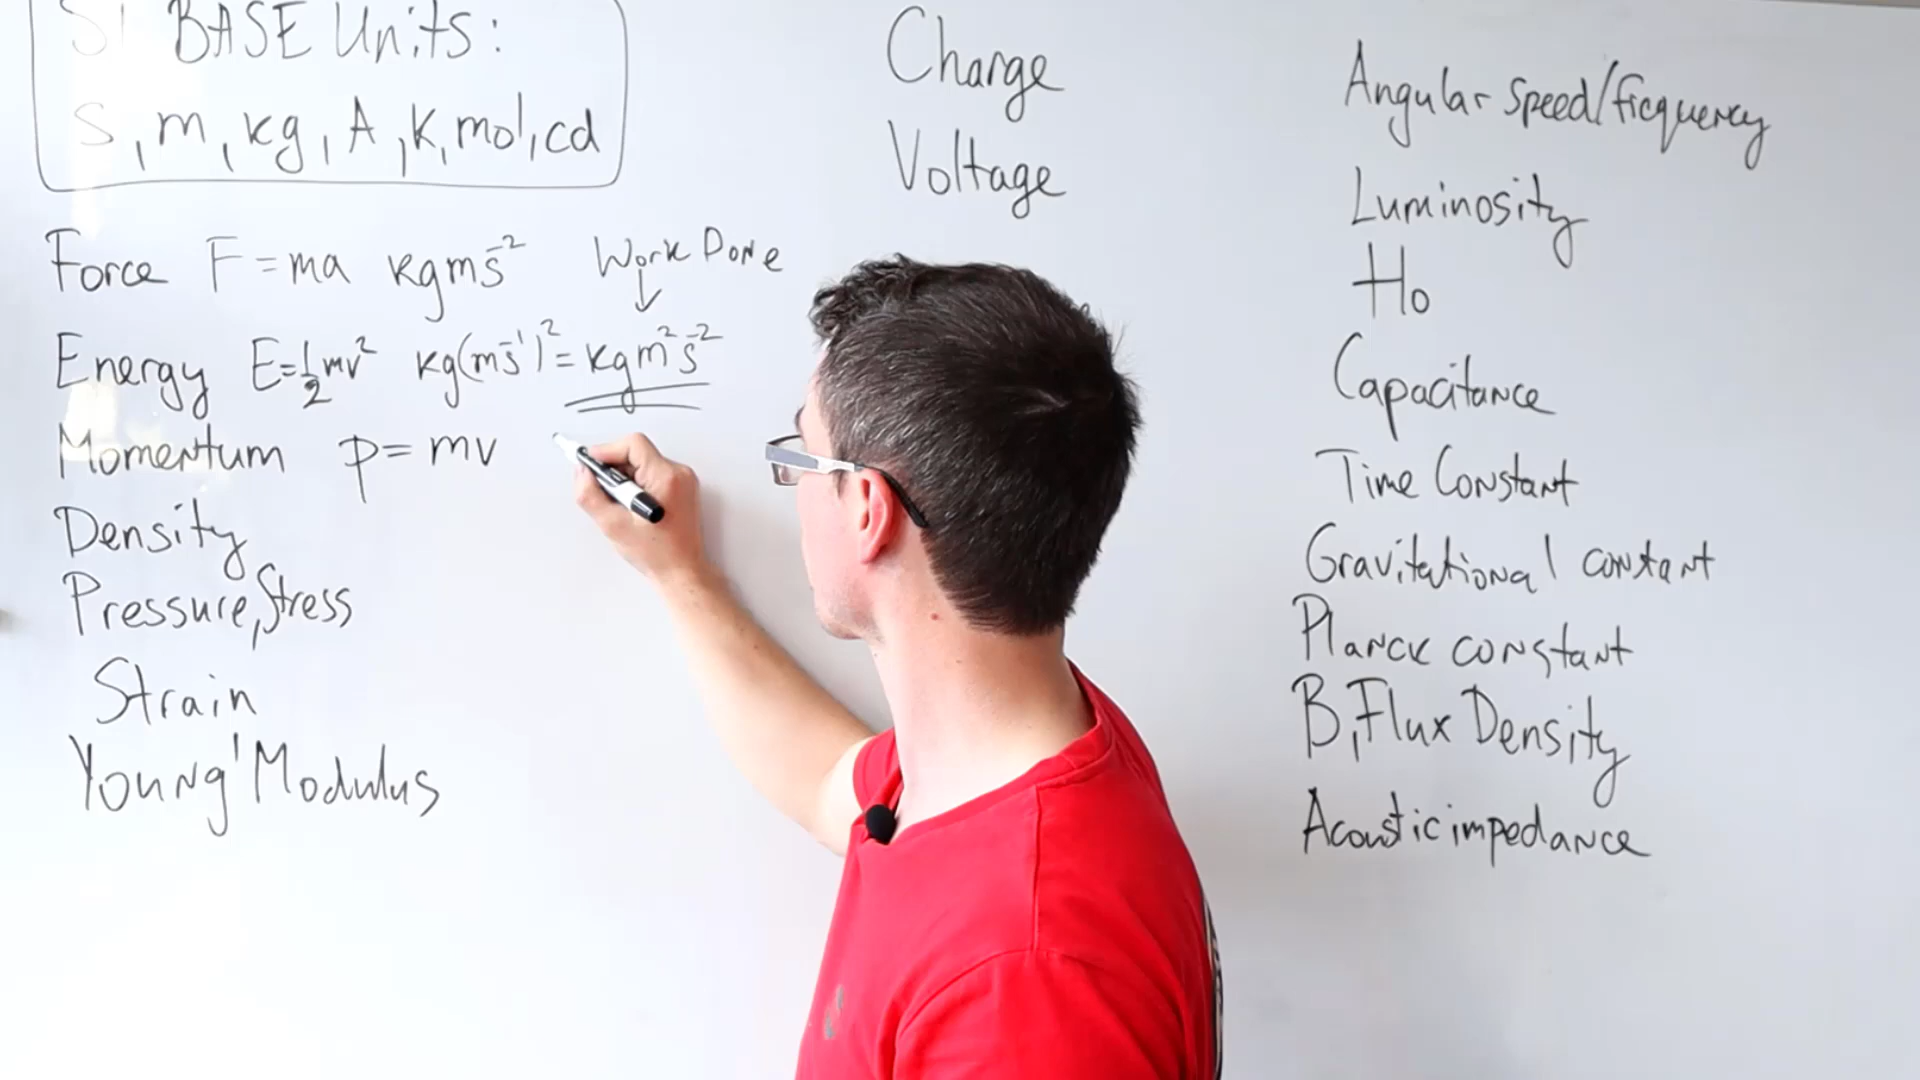 SI BASE Units:
S, m, kg, A, K, mol, cd
Force F = ma kgms⁻²
Work Done
↓
Energy E=½mv² kg(ms⁻¹)² = kgm²s⁻²
Momentum p = mv
Density
Pressure, Stress
Strain
Young' Modulus
Charge
Voltage
Angular Speed/frequency
Luminosity
H₀
Capacitance
Time Constant
Gravitational constant
Planck constant
B, Flux Density
Acoustic impedance